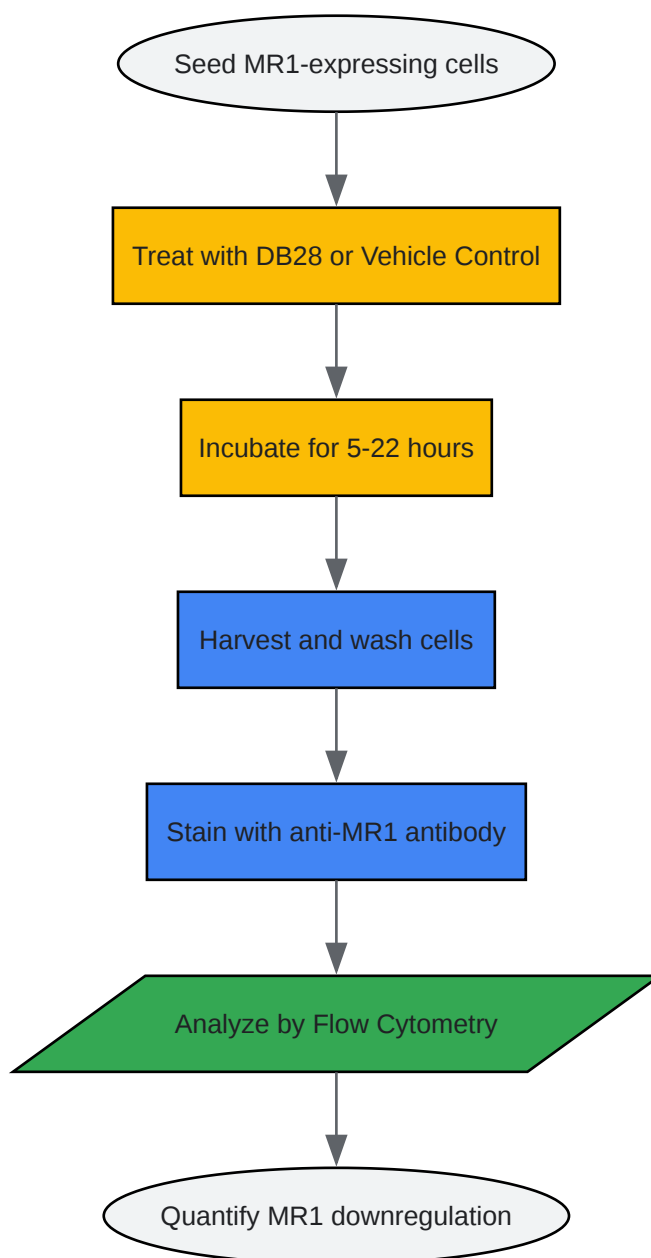 Seed MR1-expressing cells
Treat with DB28 or Vehicle Control
Incubate for 5-22 hours
Harvest and wash cells
Stain with anti-MR1 antibody
Analyze by Flow Cytometry
Quantify MR1 downregulation